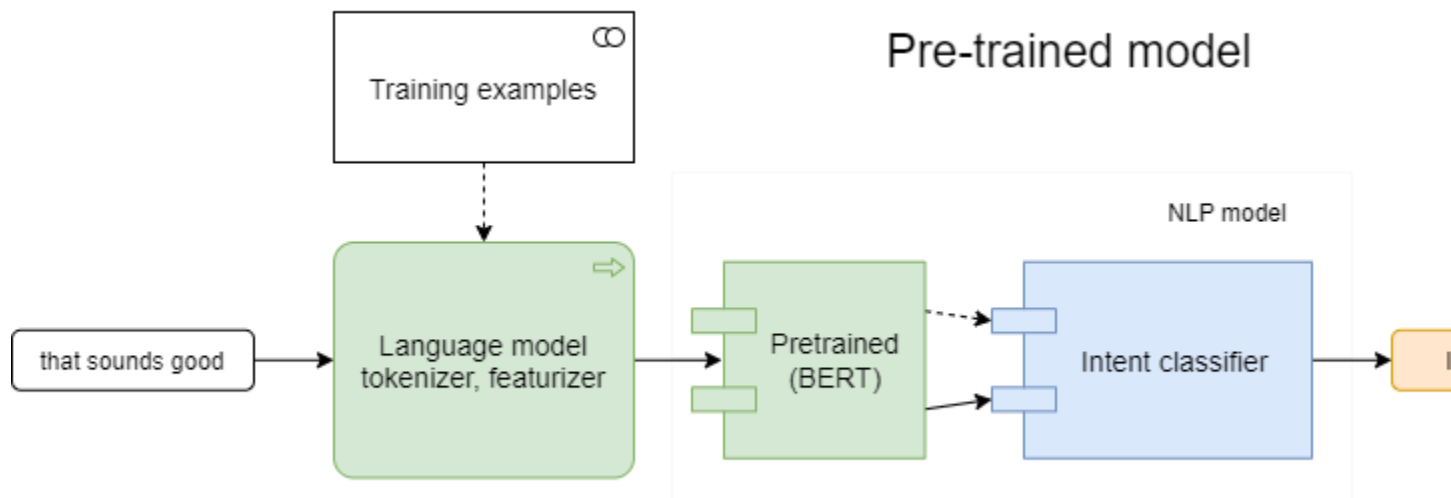 Pre-trained model
Training examples
NLP model
that sounds good
Language model
tokenizer, featurizer
Pretrained
(BERT)
Intent classifier